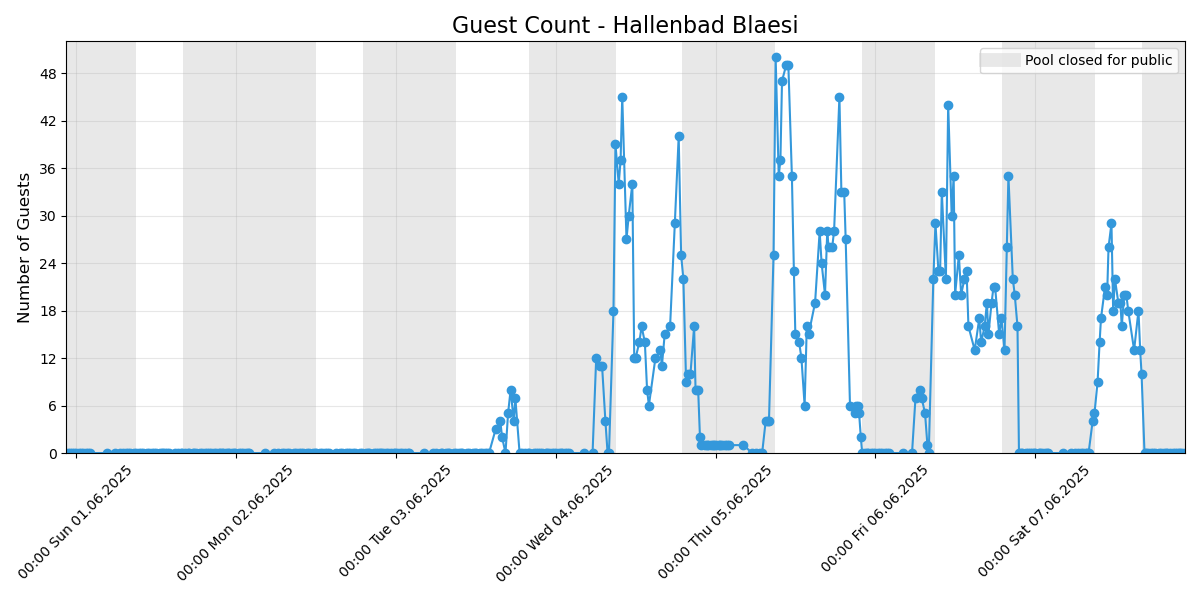 Guest Count - Hallenbad Blaesi
Pool closed for public
Number of Guests
48
42
36
30
24
18
12
6
0
00:00 Sun 01.06.2025
00:00 Mon 02.06.2025
00:00 Tue 03.06.2025
00:00 Wed 04.06.2025
00:00 Thu 05.06.2025
00:00 Fri 06.06.2025
00:00 Sat 07.06.2025